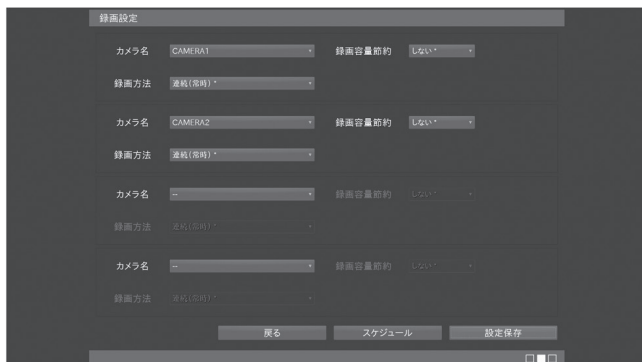 録画設定
カメラ名 CAMERA1 録画容量節約 しない*
録画方法 連続(常時)*
カメラ名 CAMERA2 録画容量節約 しない*
録画方法 連続(常時)*
カメラ名 -- 録画容量節約 しない*
録画方法 連続(常時)*
カメラ名 -- 録画容量節約 しない*
録画方法 連続(常時)*
戻る スケジュール 設定保存